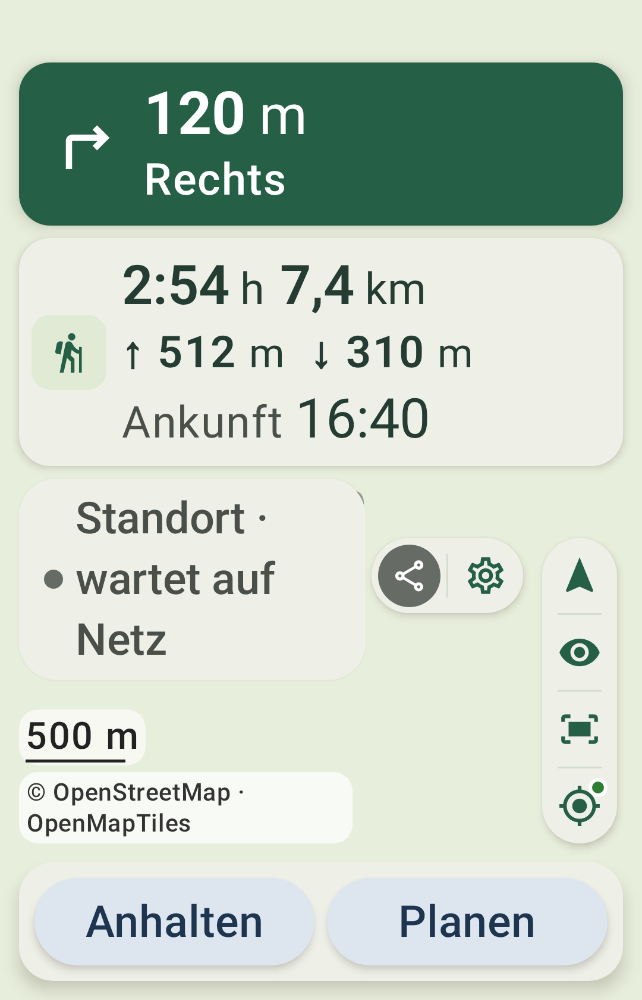 120 m
Rechts
2:54 h 7,4 km
↑ 512 m ↓ 310 m
Ankunft 16:40
Standort ·
wartet auf
Netz
500 m
© OpenStreetMap ·
OpenMapTiles
Anhalten
Planen